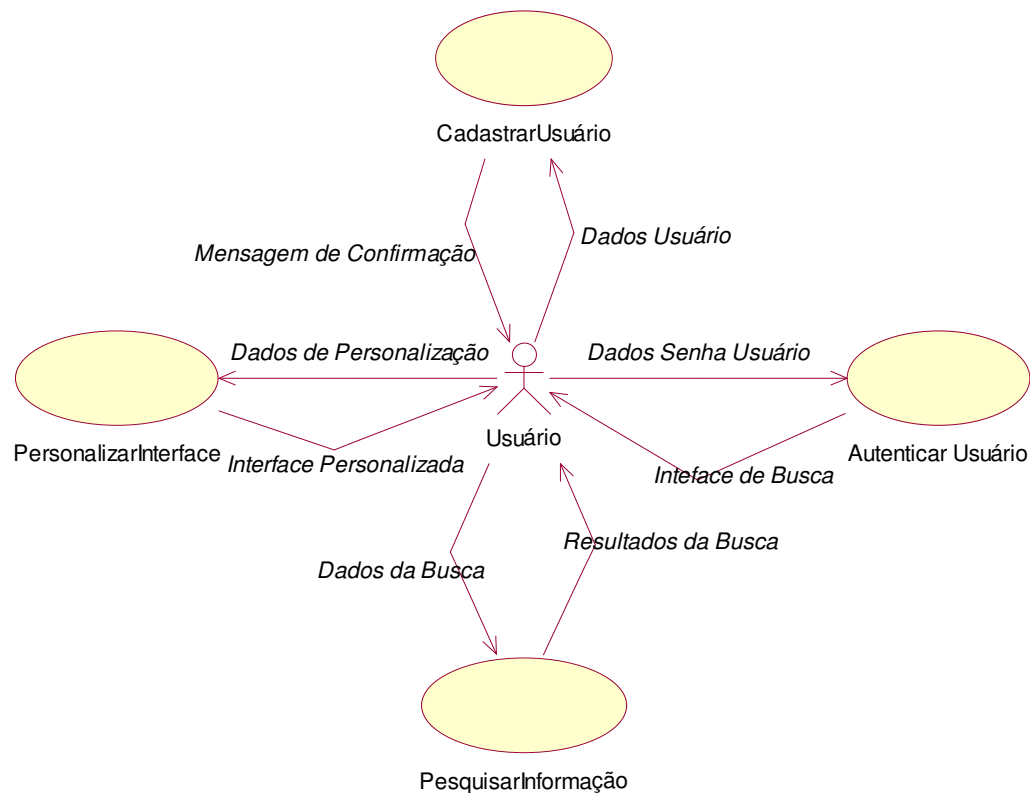 CadastrarUsuário
Dados Usuário
Mensagem de Confirmação
Dados de Personalização
Dados Senha Usuário
Usuário
PersonalizarInterface
Autenticar Usuário
Interface Personalizada
Inteface de Busca
Resultados da Busca
Dados da Busca
PesquisarInformação